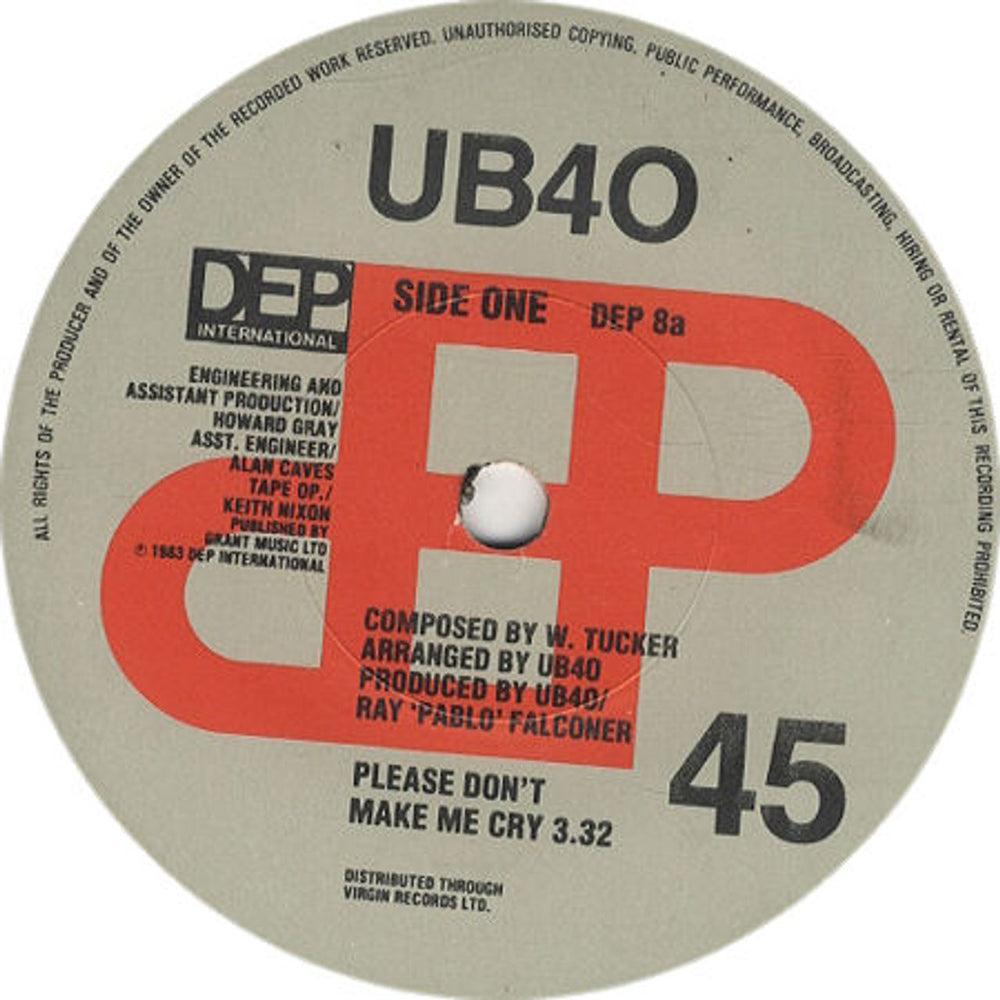 ALL RIGHTS OF THE PRODUCER AND OF THE OWNER OF THE RECORDED WORK RESERVED. UNAUTHORISED COPYING, PUBLIC PERFORMANCE, BROADCASTING, HIRING OR RENTAL OF THIS RECORDING PROHIBITED.
UB40
DEP
INTERNATIONAL
SIDE ONE DEP 8a
ENGINEERING AND
ASSISTANT PRODUCTION/
HOWARD GRAY
ASST. ENGINEER/
ALAN CAVES
TAPE OP./
KEITH NIXON
PUBLISHED BY
GRANT MUSIC LTD
℗ 1983 DEP INTERNATIONAL
COMPOSED BY W. TUCKER
ARRANGED BY UB40
PRODUCED BY UB40/
RAY 'PABLO' FALCONER
45
PLEASE DON'T
MAKE ME CRY 3.32
DISTRIBUTED THROUGH
VIRGIN RECORDS LTD.